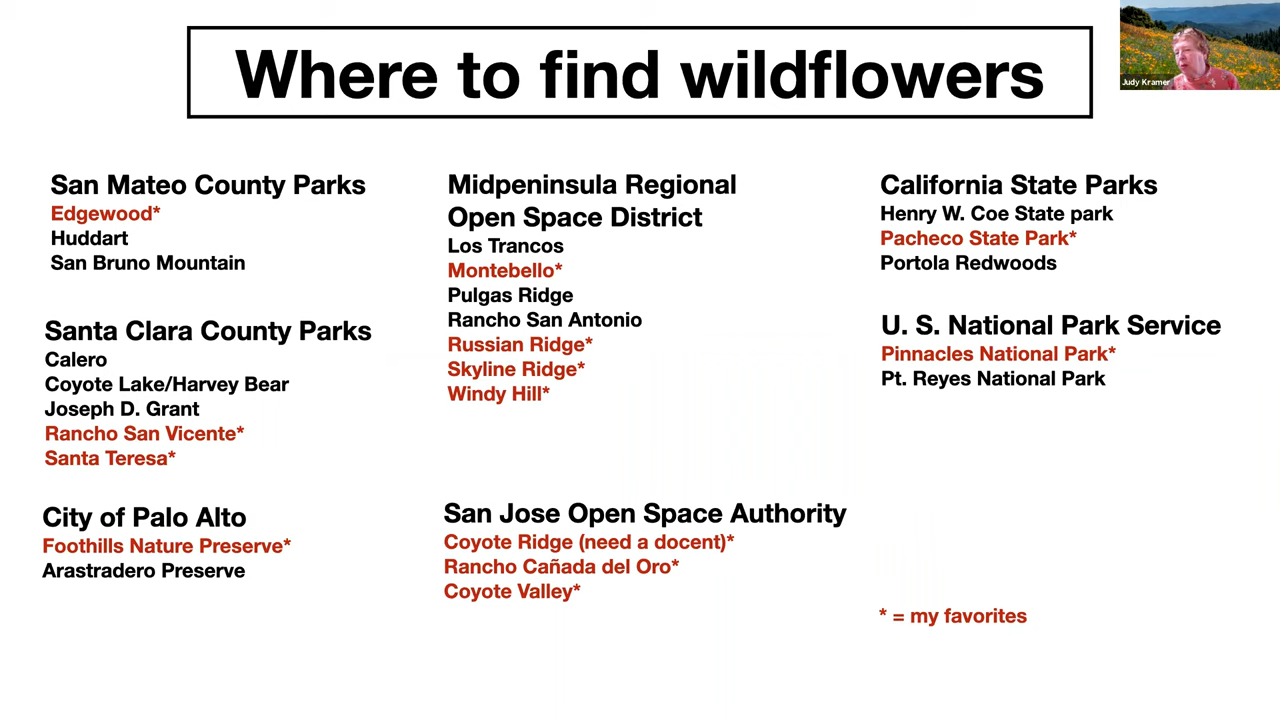 Where to find wildflowers
Judy Kramer
San Mateo County Parks
Edgewood*
Huddart
San Bruno Mountain
Santa Clara County Parks
Calero
Coyote Lake/Harvey Bear
Joseph D. Grant
Rancho San Vicente*
Santa Teresa*
City of Palo Alto
Foothills Nature Preserve*
Arastradero Preserve
Midpeninsula Regional
Open Space District
Los Trancos
Montebello*
Pulgas Ridge
Rancho San Antonio
Russian Ridge*
Skyline Ridge*
Windy Hill*
San Jose Open Space Authority
Coyote Ridge (need a docent)*
Rancho Cañada del Oro*
Coyote Valley*
California State Parks
Henry W. Coe State park
Pacheco State Park*
Portola Redwoods
U. S. National Park Service
Pinnacles National Park*
Pt. Reyes National Park
* = my favorites